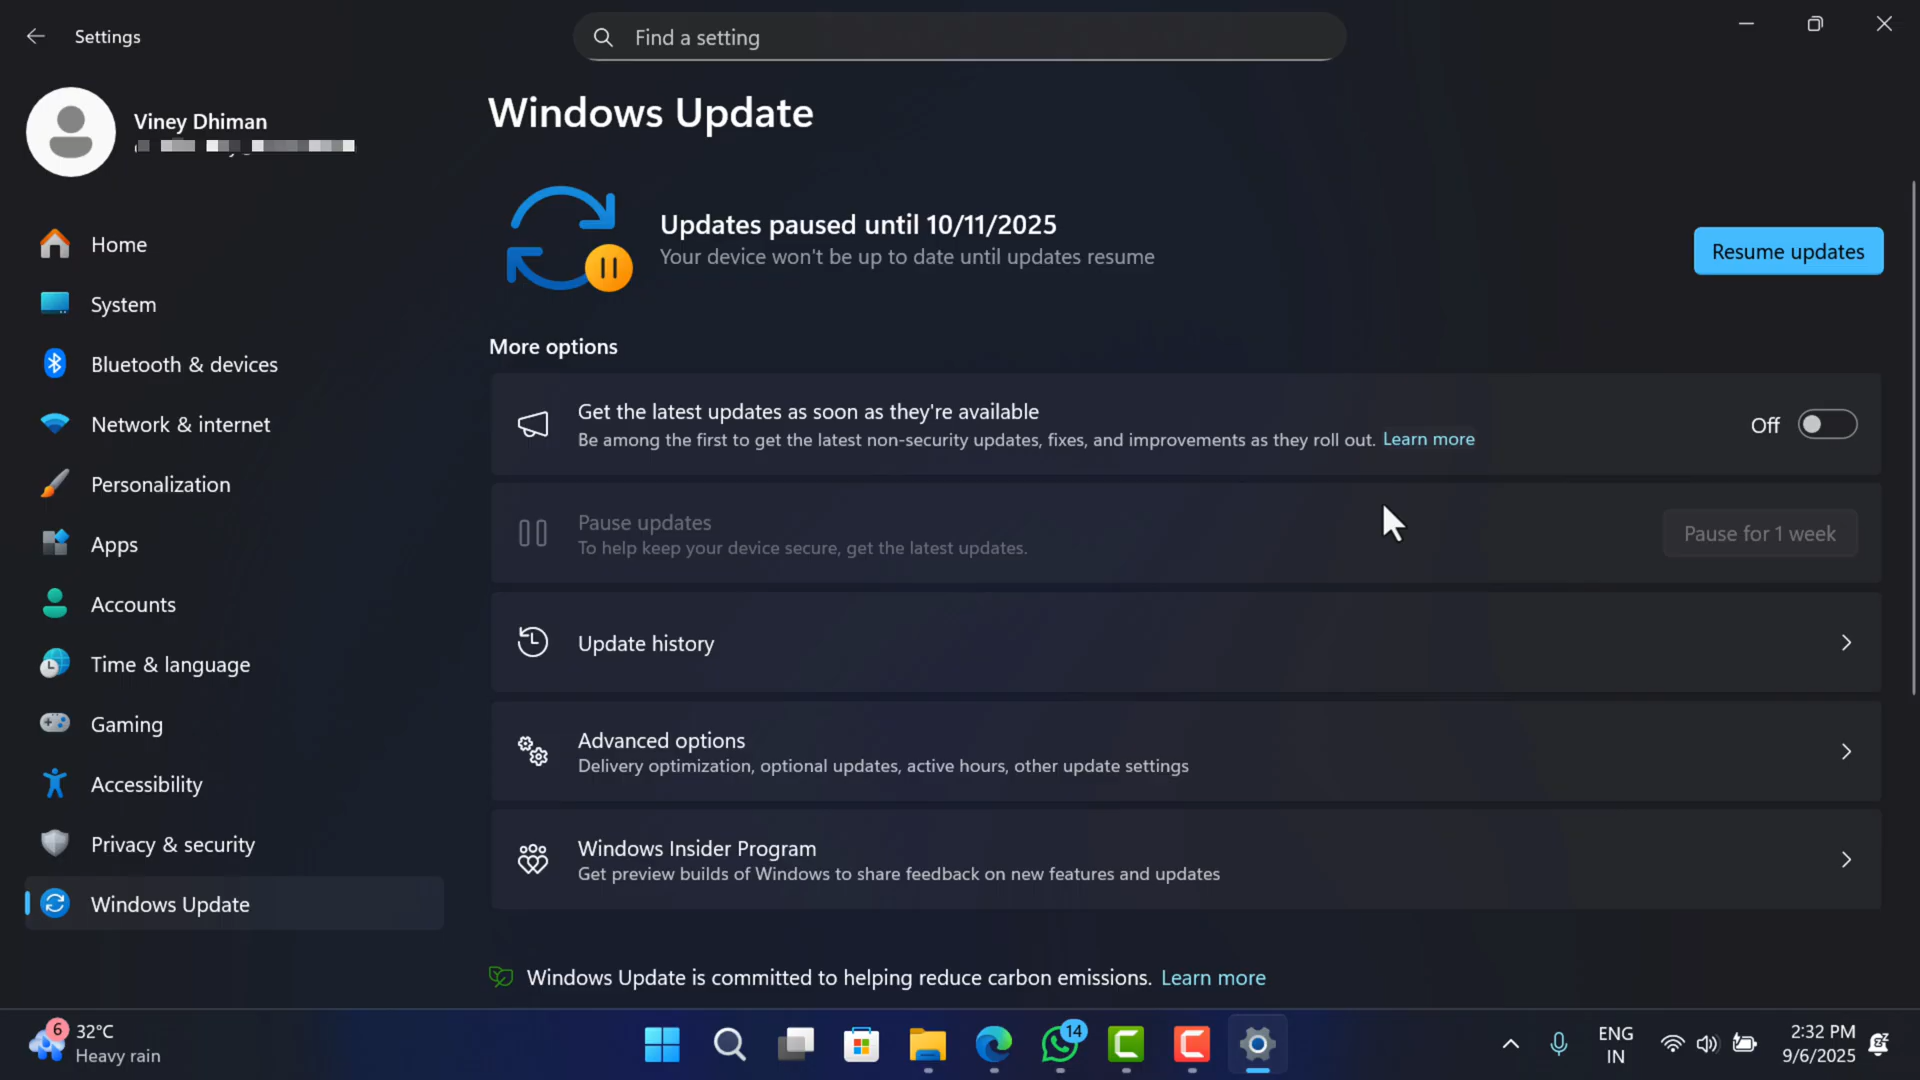 Settings
Find a setting
Viney Dhiman
Home
System
Bluetooth & devices
Network & internet
Personalization
Apps
Accounts
Time & language
Gaming
Accessibility
Privacy & security
Windows Update
Windows Update
Updates paused until 10/11/2025
Your device won't be up to date until updates resume
Resume updates
More options
Get the latest updates as soon as they're available
Be among the first to get the latest non-security updates, fixes, and improvements as they roll out. Learn more
Off
Pause updates
To help keep your device secure, get the latest updates.
Pause for 1 week
Update history
Advanced options
Delivery optimization, optional updates, active hours, other update settings
Windows Insider Program
Get preview builds of Windows to share feedback on new features and updates
Windows Update is committed to helping reduce carbon emissions. Learn more
6
32°C
Heavy rain
14
ENG
IN
2:32 PM
9/6/2025